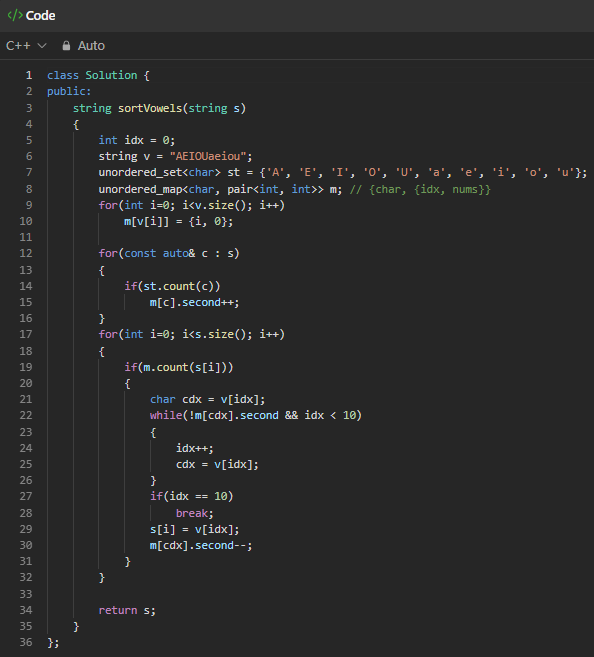 </> Code
C++ Auto
1 class Solution {
2 public:
3     string sortVowels(string s)
4     {
5         int idx = 0;
6         string v = "AEIOUaeiou";
7         unordered_set<char> st = {'A', 'E', 'I', 'O', 'U', 'a', 'e', 'i', 'o', 'u'};
8         unordered_map<char, pair<int, int>> m; // {char, {idx, nums}}
9         for(int i=0; i<v.size(); i++)
10             m[v[i]] = {i, 0};
11
12         for(const auto& c : s)
13         {
14             if(st.count(c))
15                 m[c].second++;
16         }
17         for(int i=0; i<s.size(); i++)
18         {
19             if(m.count(s[i]))
20             {
21                 char cdx = v[idx];
22                 while(!m[cdx].second && idx < 10)
23                 {
24                     idx++;
25                     cdx = v[idx];
26                 }
27                 if(idx == 10)
28                     break;
29                 s[i] = v[idx];
30                 m[cdx].second--;
31             }
32         }
33
34         return s;
35     }
36 };